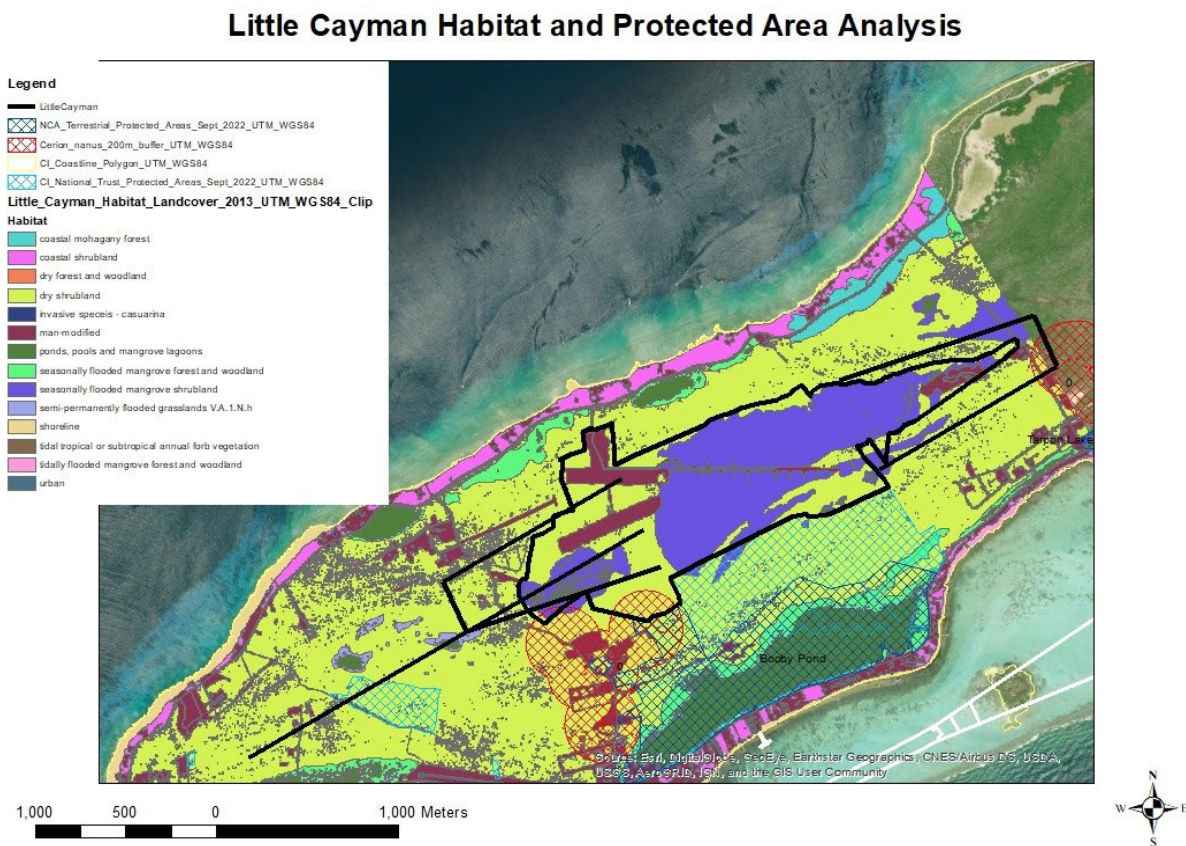 Little Cayman Habitat and Protected Area Analysis
Legend
LittleCayman
NCA_Terrestrial_Protected_Areas_Sept_2022_UTM_WGS84
Cerion_nanus_200m_buffer_UTM_WGS84
CI_Coastline_Polygon_UTM_WGS84
CI_National_Trust_Protected_Areas_Sept_2022_UTM_WGS84
Little_Cayman_Habitat_Landcover_2013_UTM_WGS84_Clip
Habitat
coastal mohagany forest
coastal shrubland
dry forest and woodland
dry shrubland
invasive speceis - casuarina
man-modified
ponds, pools and mangrove lagoons
seasonally flooded mangrove forest and woodland
seasonally flooded mangrove shrubland
semi-permanently flooded grasslands V.A.1.N.h
shoreline
tidal tropical or subtropical annual forb vegetation
tidally flooded mangrove forest and woodland
urban
0
Tarpon Lake
0
Booby Pond
Source: Esri, DigitalGlobe, GeoEye, Earthstar Geographics, CNES/Airbus DS, USDA,
USGS, AeroGRID, IGN, and the GIS User Community
1,000 500 0 1,000 Meters
N
W E
S